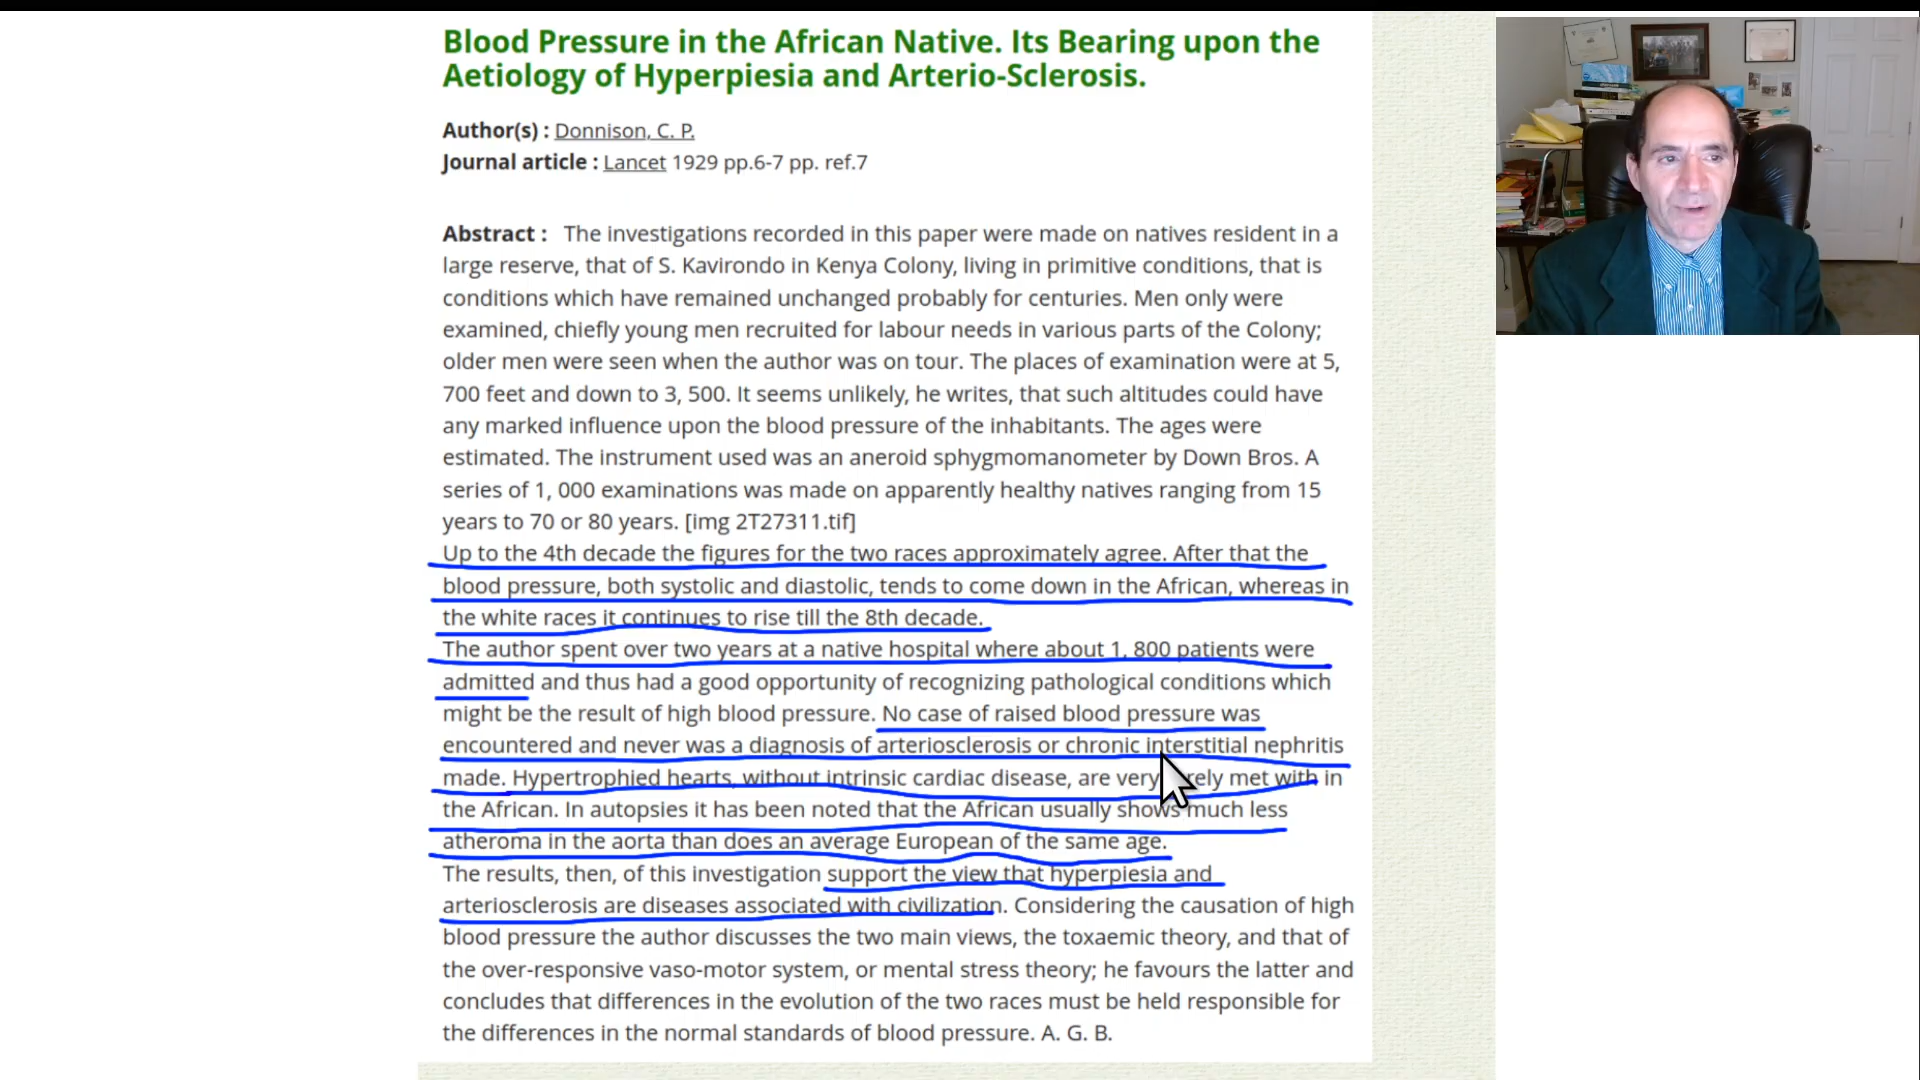 Blood Pressure in the African Native. Its Bearing upon the
Aetiology of Hyperpiesia and Arterio-Sclerosis.
Author(s) : Donnison, C. P.
Journal article : Lancet 1929 pp.6-7 pp. ref.7
Abstract : The investigations recorded in this paper were made on natives resident in a
large reserve, that of S. Kavirondo in Kenya Colony, living in primitive conditions, that is
conditions which have remained unchanged probably for centuries. Men only were
examined, chiefly young men recruited for labour needs in various parts of the Colony;
older men were seen when the author was on tour. The places of examination were at 5,
700 feet and down to 3, 500. It seems unlikely, he writes, that such altitudes could have
any marked influence upon the blood pressure of the inhabitants. The ages were
estimated. The instrument used was an aneroid sphygmomanometer by Down Bros. A
series of 1, 000 examinations was made on apparently healthy natives ranging from 15
years to 70 or 80 years. [img 2T27311.tif]
Up to the 4th decade the figures for the two races approximately agree. After that the
blood pressure, both systolic and diastolic, tends to come down in the African, whereas in
the white races it continues to rise till the 8th decade.
The author spent over two years at a native hospital where about 1, 800 patients were
admitted and thus had a good opportunity of recognizing pathological conditions which
might be the result of high blood pressure. No case of raised blood pressure was
encountered and never was a diagnosis of arteriosclerosis or chronic interstitial nephritis
made. Hypertrophied hearts, without intrinsic cardiac disease, are very rarely met with in
the African. In autopsies it has been noted that the African usually shows much less
atheroma in the aorta than does an average European of the same age.
The results, then, of this investigation support the view that hyperpiesia and
arteriosclerosis are diseases associated with civilization. Considering the causation of high
blood pressure the author discusses the two main views, the toxaemic theory, and that of
the over-responsive vaso-motor system, or mental stress theory; he favours the latter and
concludes that differences in the evolution of the two races must be held responsible for
the differences in the normal standards of blood pressure. A. G. B.